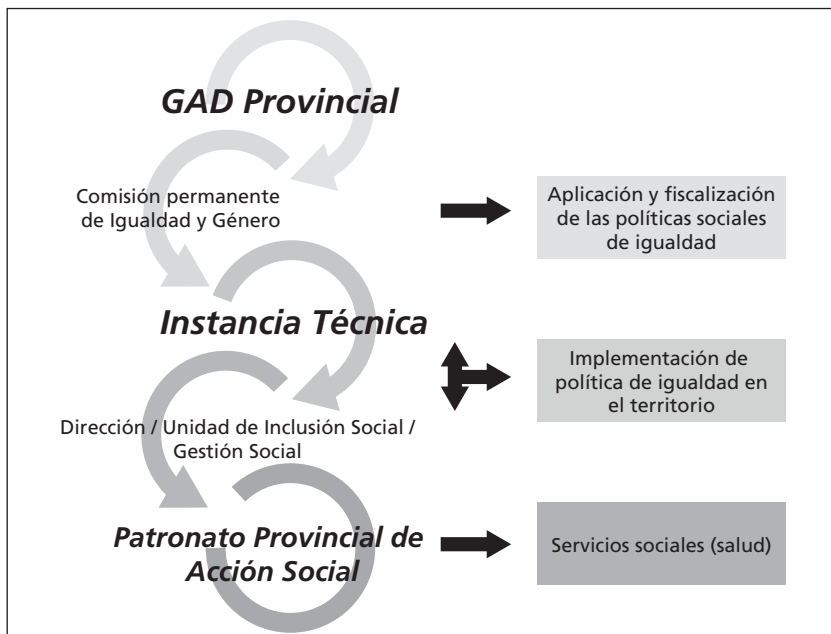 GAD Provincial
Comisión permanente
de Igualdad y Género
Aplicación y fiscalización
de las políticas sociales
de igualdad
Instancia Técnica
Implementación de
política de igualdad en
el territorio
Dirección / Unidad de Inclusión Social /
Gestión Social
Patronato Provincial de
Acción Social
Servicios sociales (salud)